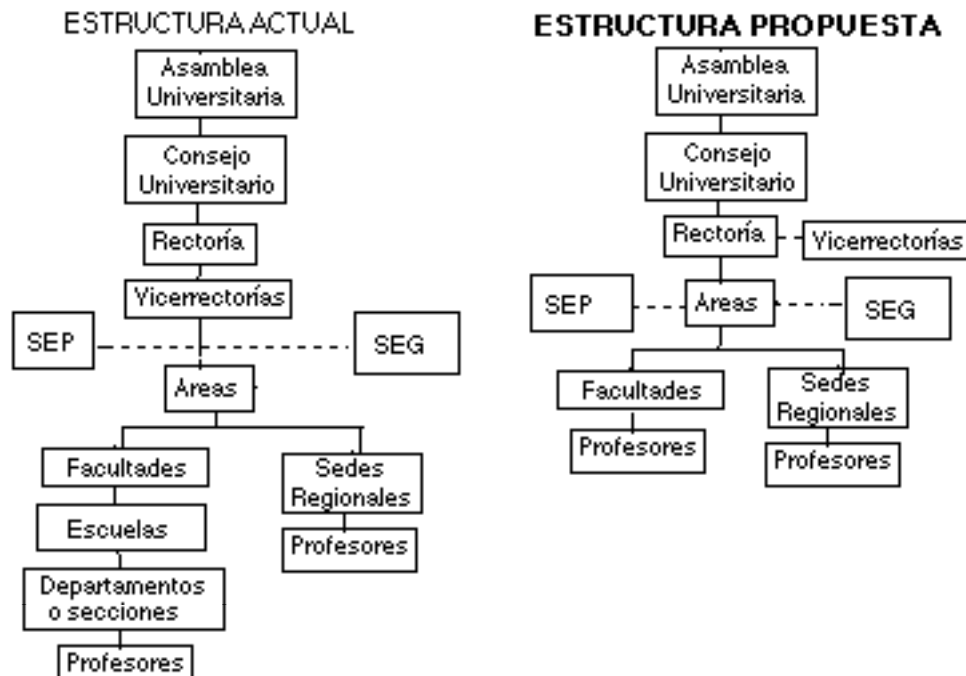 ESTRUCTURA ACTUAL
Asamblea
Universitaria
Consejo
Universitario
Rectoría
Vicerrectorías
SEP
SEG
Areas
Facultades
Sedes
Regionales
Escuelas
Profesores
Departamentos
o secciones
Profesores
ESTRUCTURA PROPUESTA
Asamblea
Universitaria
Consejo
Universitario
Rectoría
Vicerrectorías
SEP
Areas
SEG
Facultades
Sedes
Regionales
Profesores
Profesores